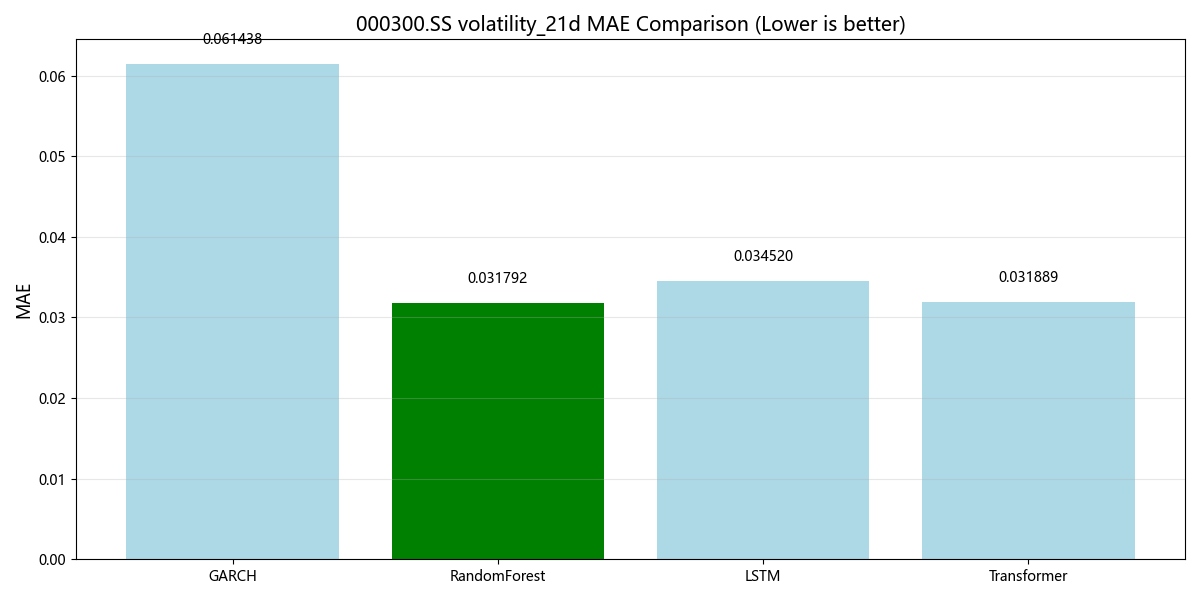 000300.SS volatility_21d MAE Comparison (Lower is better)
MAE
0.06
0.05
0.04
0.03
0.02
0.01
0.00
0.061438
0.031792
0.034520
0.031889
GARCH
RandomForest
LSTM
Transformer